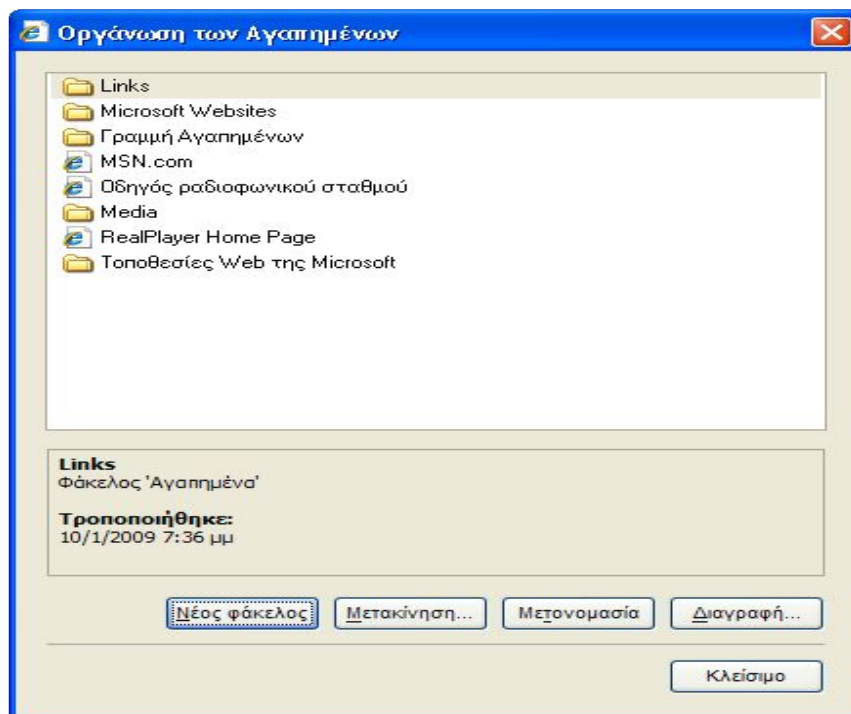 Οργάνωση των Αγαπημένων
Links
Microsoft Websites
Γραμμή Αγαπημένων
MSN.com
Οδηγός ραδιοφωνικού σταθμού
Media
RealPlayer Home Page
Τοποθεσίες Web της Microsoft
Links
Φάκελος 'Αγαπημένα'
Τροποποιήθηκε:
10/1/2009 7:36 μμ
Νέος φάκελος Μετακίνηση... Μετονομασία Διαγραφή...
Κλείσιμο